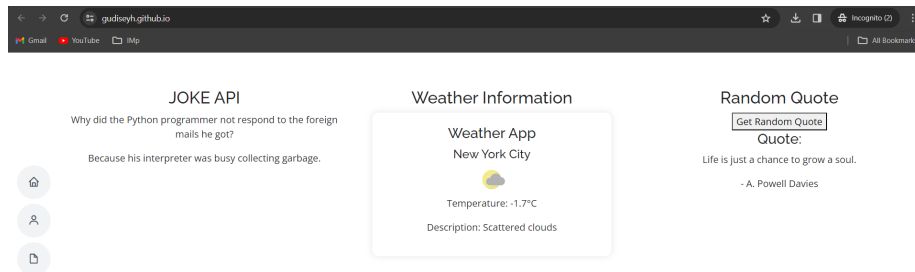 gudiseyh.github.io
Incognito (2)
Gmail YouTube IMp
All Bookmark
JOKE API
Why did the Python programmer not respond to the foreign
mails he got?
Because his interpreter was busy collecting garbage.
Weather Information
Weather App
New York City
Temperature: -1.7°C
Description: Scattered clouds
Random Quote
Get Random Quote
Quote:
Life is just a chance to grow a soul.
- A. Powell Davies